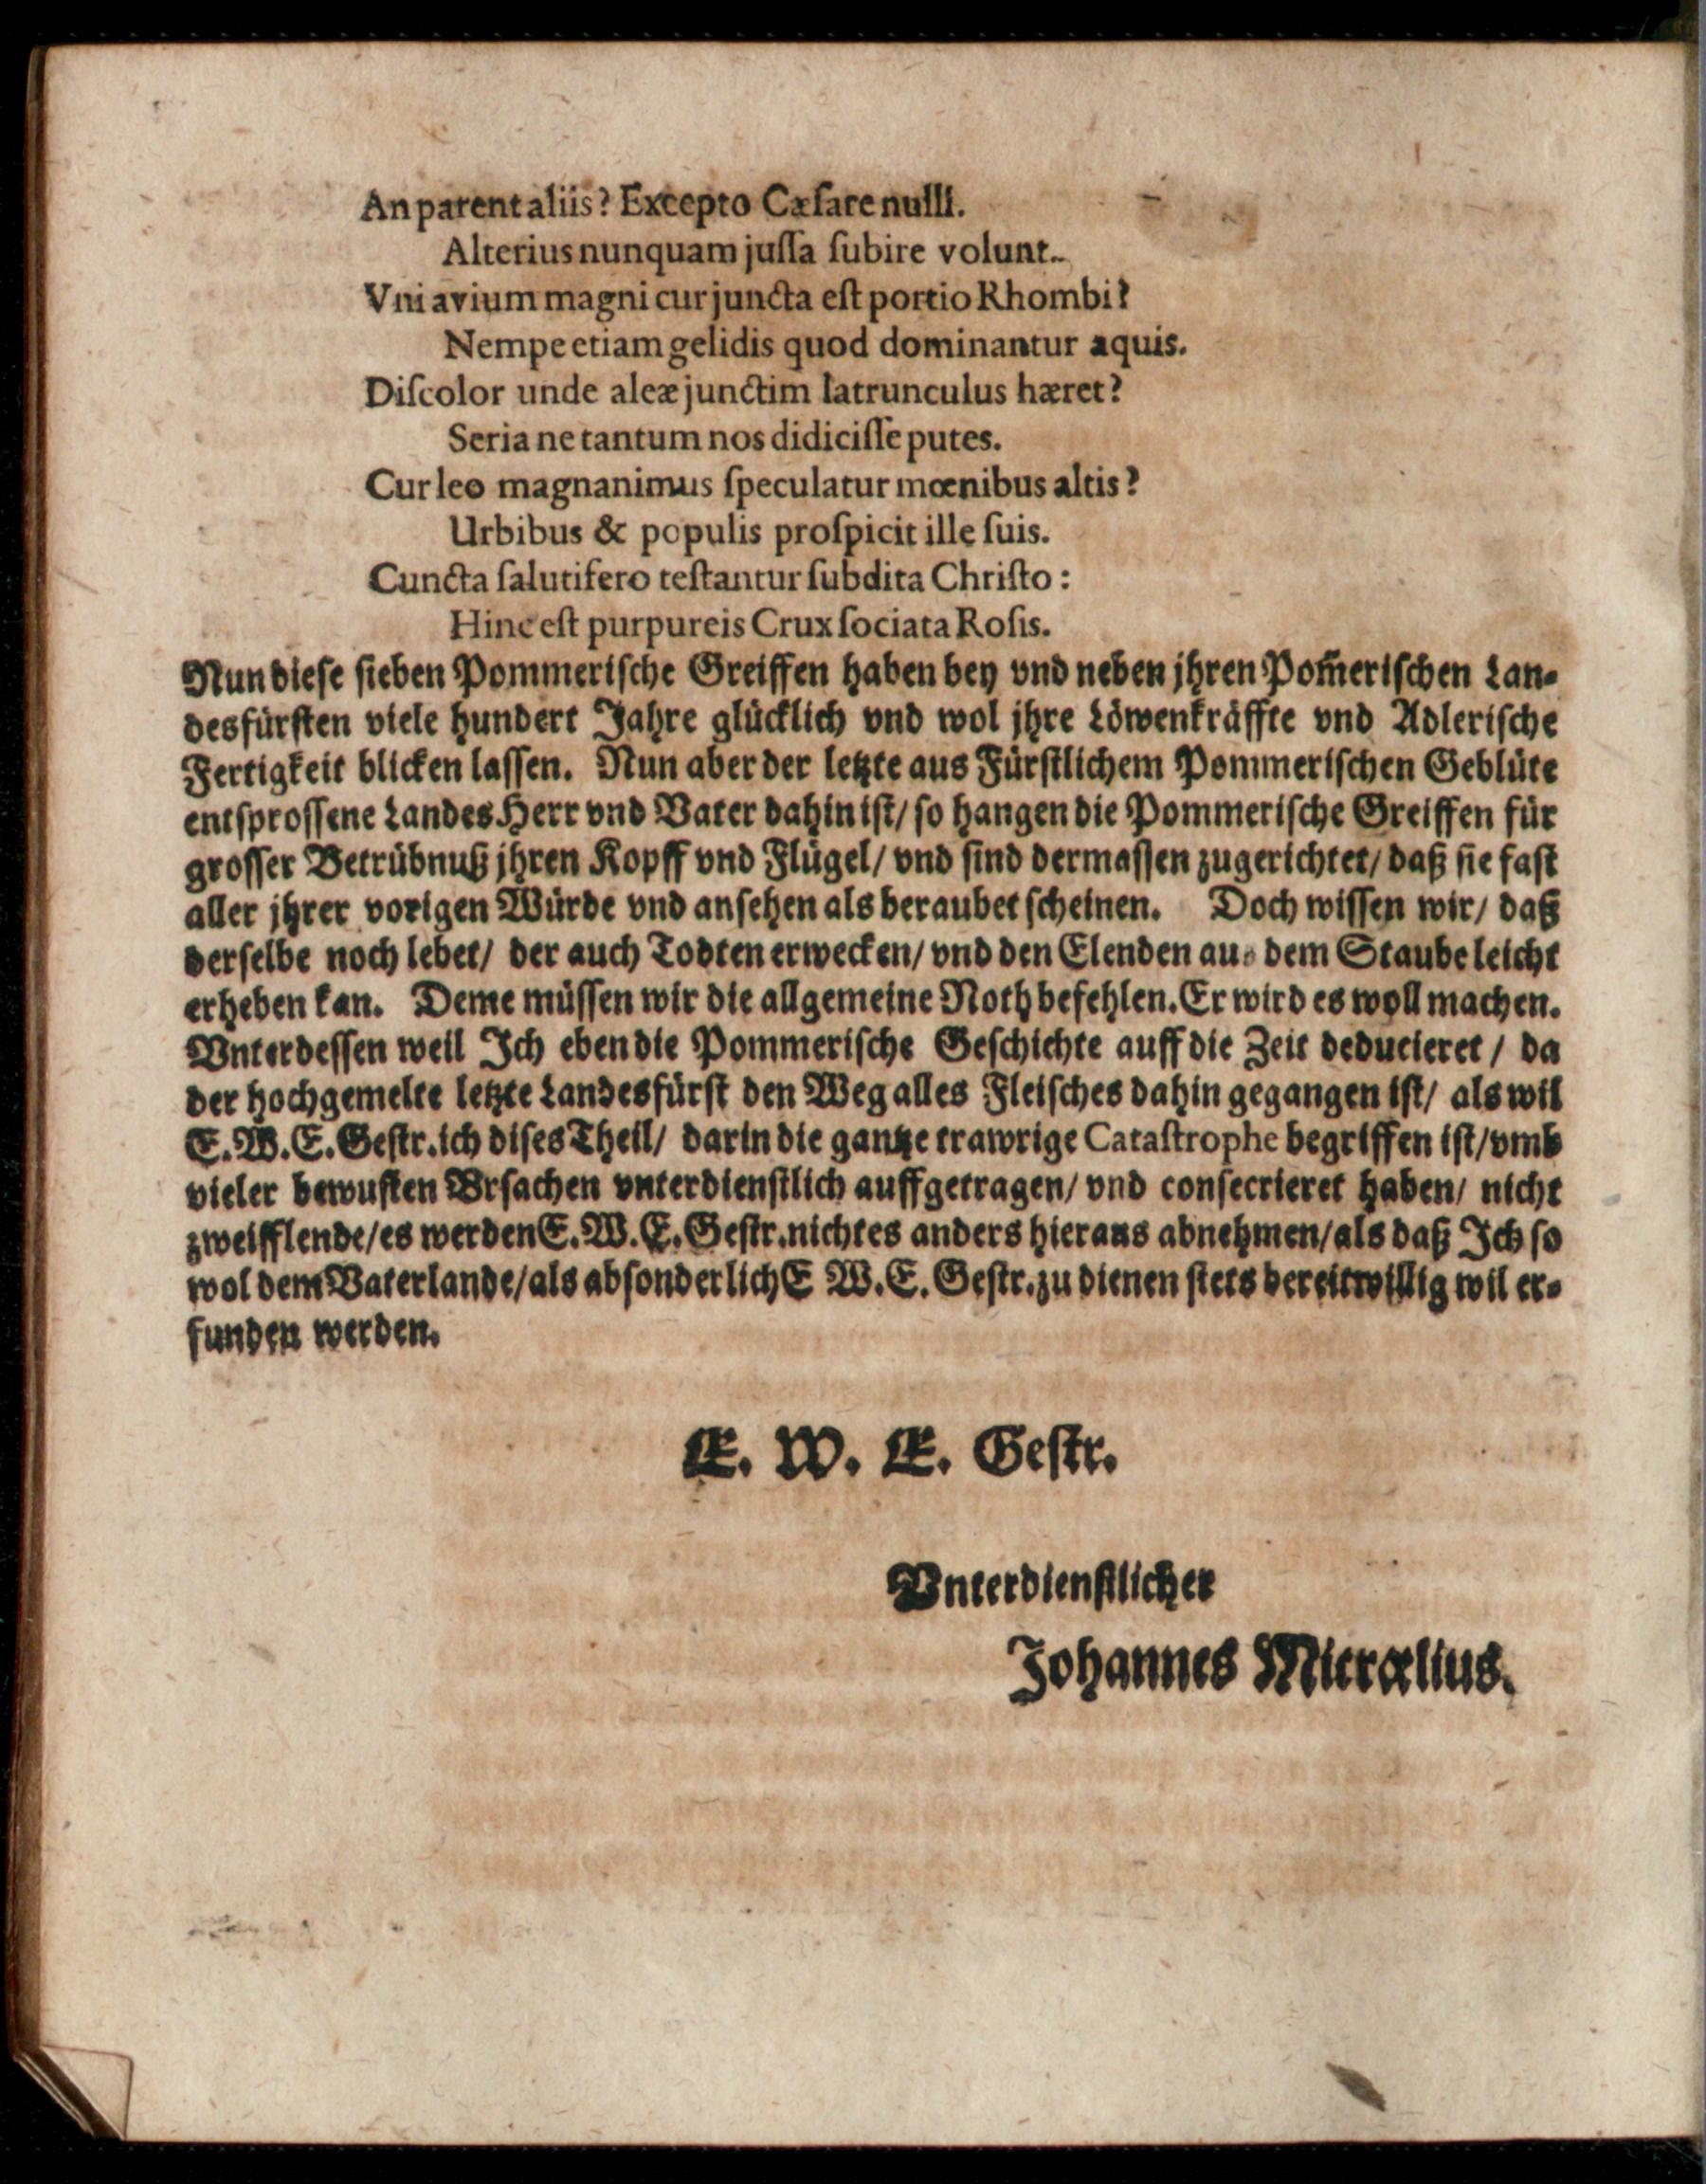 An parent aliis? Excepto Cæſare nulli.
Alterius nunquam juſſa ſubire volunt.
Vni avium magni cur juncta eſt portio Rhombi?
Nempe etiam gelidis quod dominantur aquis.
Diſcolor unde aleæ junctim latrunculus hæret?
Seria ne tantum nos didiciſſe putes.
Cur leo magnanimus ſpeculatur mœnibus altis?
Urbibus & populis proſpicit ille ſuis.
Cuncta ſalutifero teſtantur ſubdita Chriſto:
Hinc eſt purpureis Crux ſociata Roſis.
Nun dieſe ſieben Pommeriſche Greiffen haben bey vnd neben jhren Pom̃eriſchen Lan-
desfürſten viele hundert Jahre glücklich vnd wol jhre Löwenkräffte vnd Adleriſche
Fertigkeit blicken laſſen. Nun aber der letzte aus Fürſtlichem Pommeriſchen Geblüte
entſproſſene Landes Herr vnd Vater dahin iſt/ ſo hangen die Pommeriſche Greiffen für
groſſer Betrübnuß jhren Kopff vnd Flügel/ vnd ſind dermaſſen zugerichtet/ daß ſie faſt
aller jhrer vorigen Würde vnd anſehen als beraubet ſcheinen. Doch wiſſen wir/ daß
derſelbe noch lebet/ der auch Todten erwecken/ vnd den Elenden au. dem Staube leicht
erheben kan. Deme müſſen wir die allgemeine Noth befehlen. Er wird es woll machen.
Vnterdeſſen weil Ich eben die Pommeriſche Geſchichte auff die Zeit deducieret / da
der hochgemelte letzte Landesfürſt den Weg alles Fleiſches dahin gegangen iſt/ als wil
E. W. E. Geſtr. ich diſes Theil/ darin die gantze trawrige Cataſtrophe begriffen iſt/ vmb
vieler bewuſten Vrſachen vnterdienſtlich auffgetragen/ vnd conſecrieret haben/ nicht
zweifflende/ es werden E. W. E. Geſtr. nichtes anders hieraus abnehmen/ als daß Ich ſo
wol dem Vaterlande/ als abſonderlich E W. E. Geſtr. zu dienen ſtets bereitwillig wil er-
funden werden.
E. W. E. Geſtr.
Vnterdienſtlicher
Johannes Micrælius.